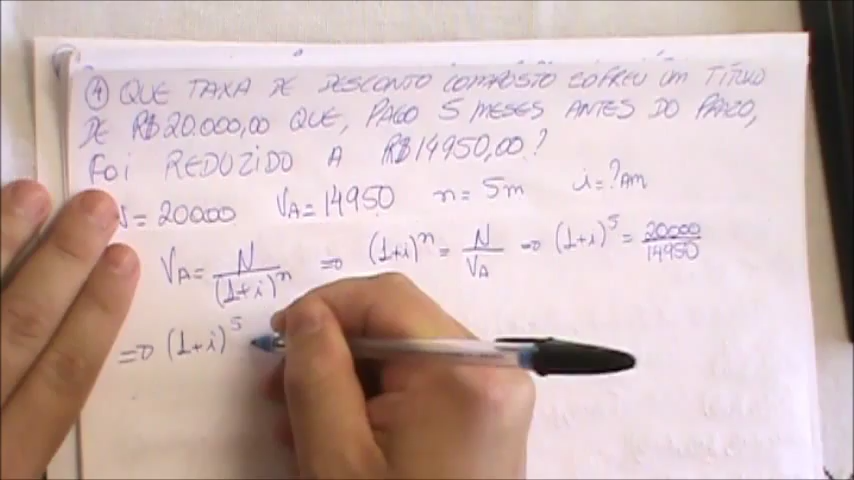 4 QUE TAXA DE DESCONTO COMPOSTO SOFREU UM TÍTULO
DE R$20.000,00 QUE, PAGO 5 MESES ANTES DO PRAZO,
FOI REDUZIDO A R$14950,00?
N = 20000 VA = 14950 n = 5m i = ? AM
VA = N/(1+i)^n => (1+i)^n = N/VA => (1+i)^5 = 20000/14950
=> (1+i)^5